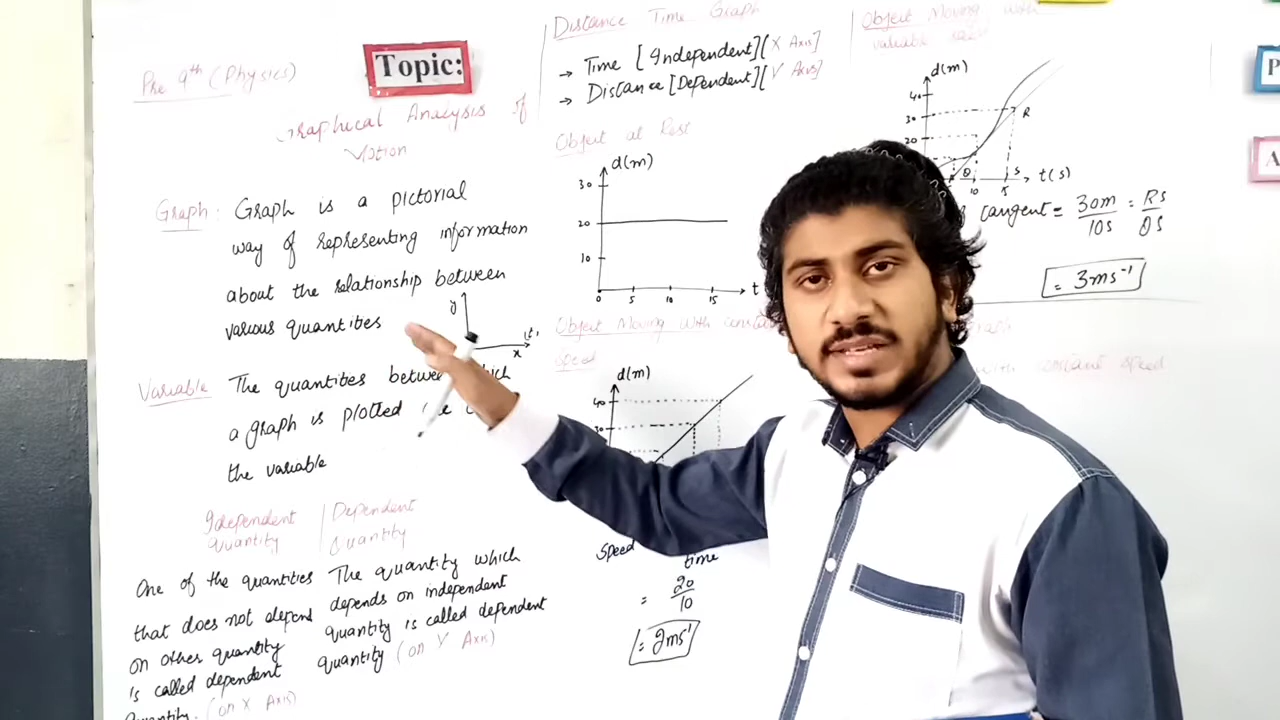 Pre 9th (Physics)
Topic:
Graphical Analysis of
Motion
Graph: Graph is a pictorial
way of representing information
about the relationship between
various quantities
y
x
(t,
Variable The quantities between which
a graph is plotted
the variable
Independent quantity
One of the quantities
that does not depend
on other quantity
is called dependent
Quantity. (on X Axis)
Dependent
Quantity
The quantity which
depends on independent
quantity is called dependent
quantity (on Y Axis)
Distance Time Graph
→ Time [Independent] [X Axis]
→ Distance [Dependent] [Y Axis]
Object at Rest
d(m)
30
20
10
0 5 10 15 t
Object Moving with
speed
d(m)
40
30
speed
time
= 20/10
= 2ms⁻¹
Object Moving with
variable
d(m)
40
30
20
R
θ S
10 15 t(s)
tangent = 30m/10s = RS/QS
= 3ms⁻¹
with constant speed
P
A